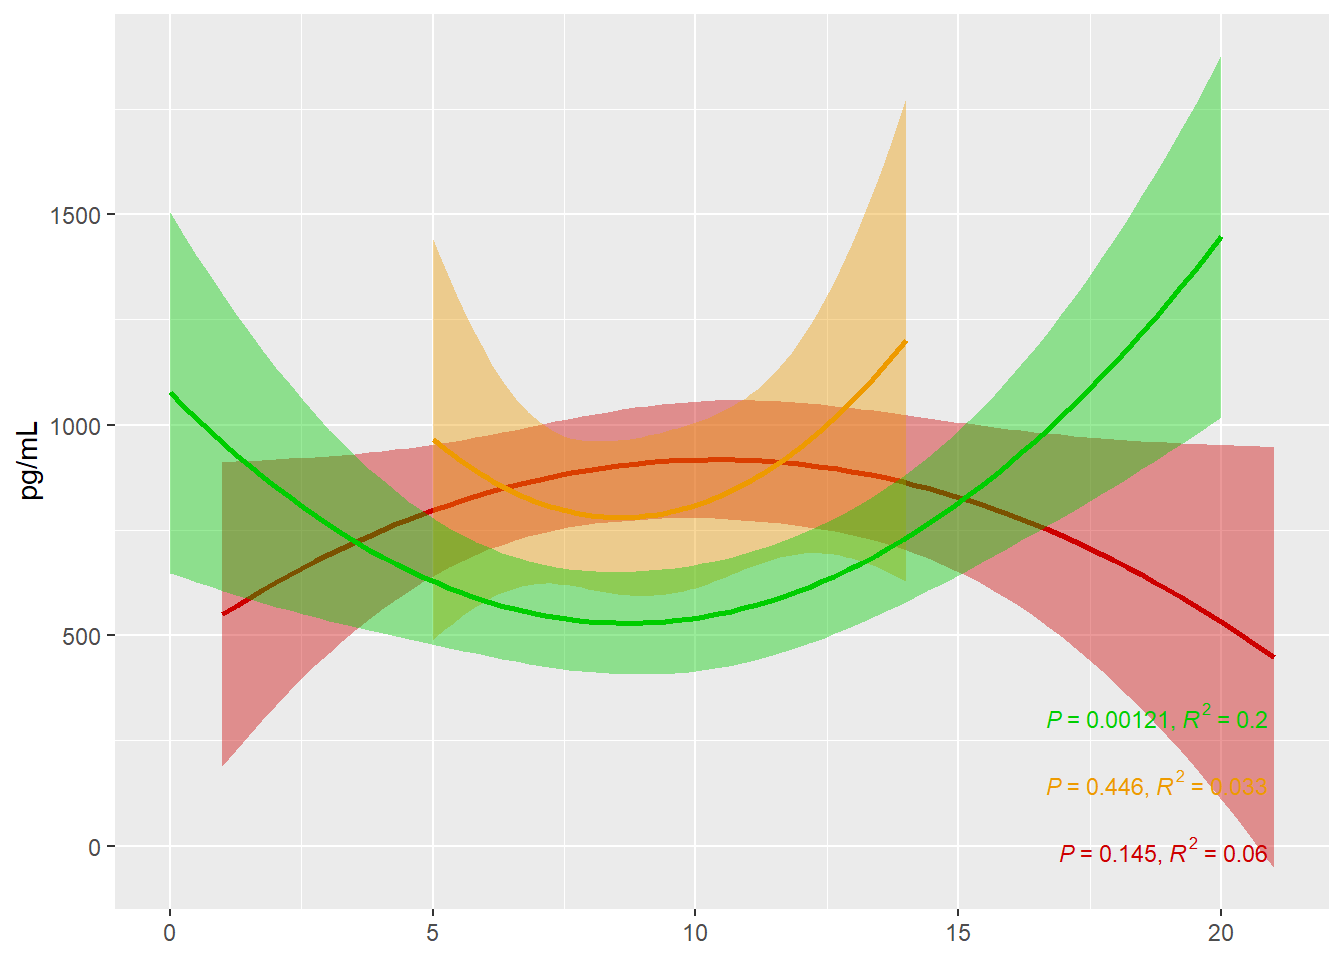 pg/mL
1500
1000
500
0
P = 0.00121, R² = 0.2
P = 0.446, R² = 0.033
P = 0.145, R² = 0.06
0 5 10 15 20